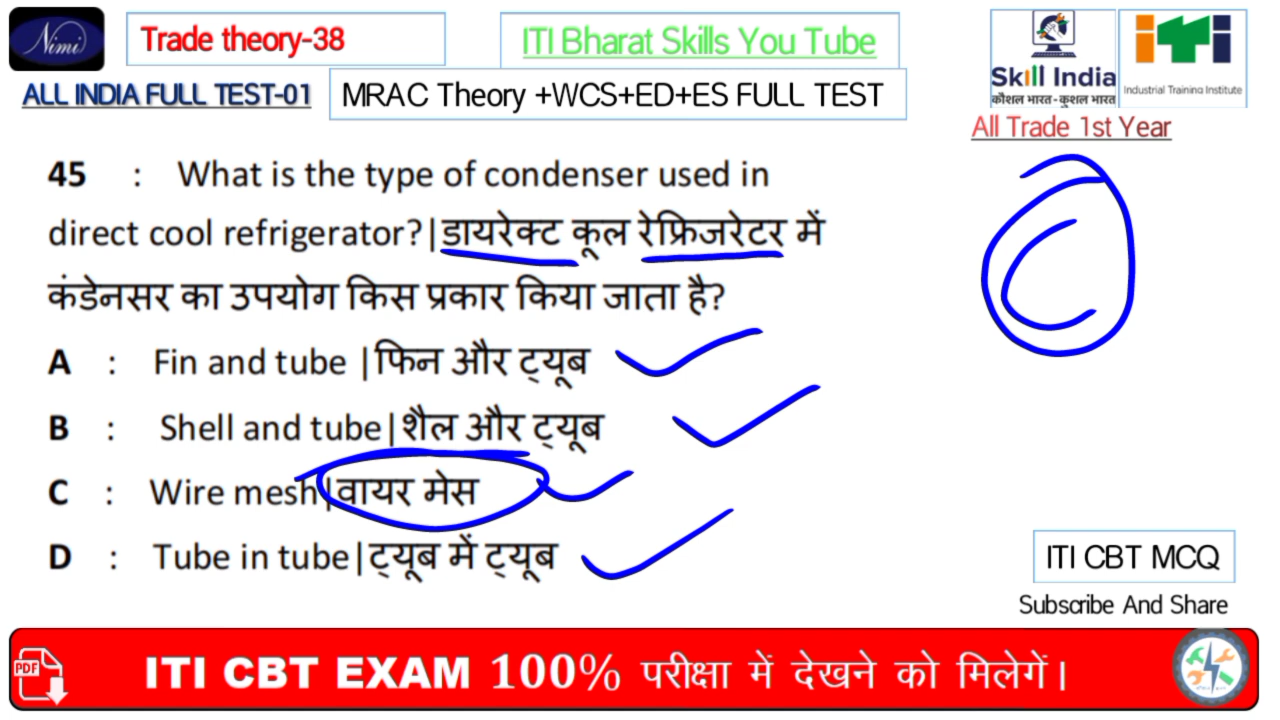 Nimi
Trade theory-38
ITI Bharat Skills You Tube
ALL INDIA FULL TEST-01
MRAC Theory +WCS+ED+ES FULL TEST
Skill India
कौशल भारत-कुशल भारत
iTi
Industrial Training Institute
All Trade 1st Year
45 : What is the type of condenser used in
direct cool refrigerator?|डायरेक्ट कूल रेफ्रिजरेटर में
कंडेनसर का उपयोग किस प्रकार किया जाता है?
A : Fin and tube |फिन और ट्यूब
B : Shell and tube|शैल और ट्यूब
C : Wire mesh|वायर मेस
D : Tube in tube|ट्यूब में ट्यूब
C
ITI CBT MCQ
Subscribe And Share
PDF
ITI CBT EXAM 100% परीक्षा में देखने को मिलेगें।